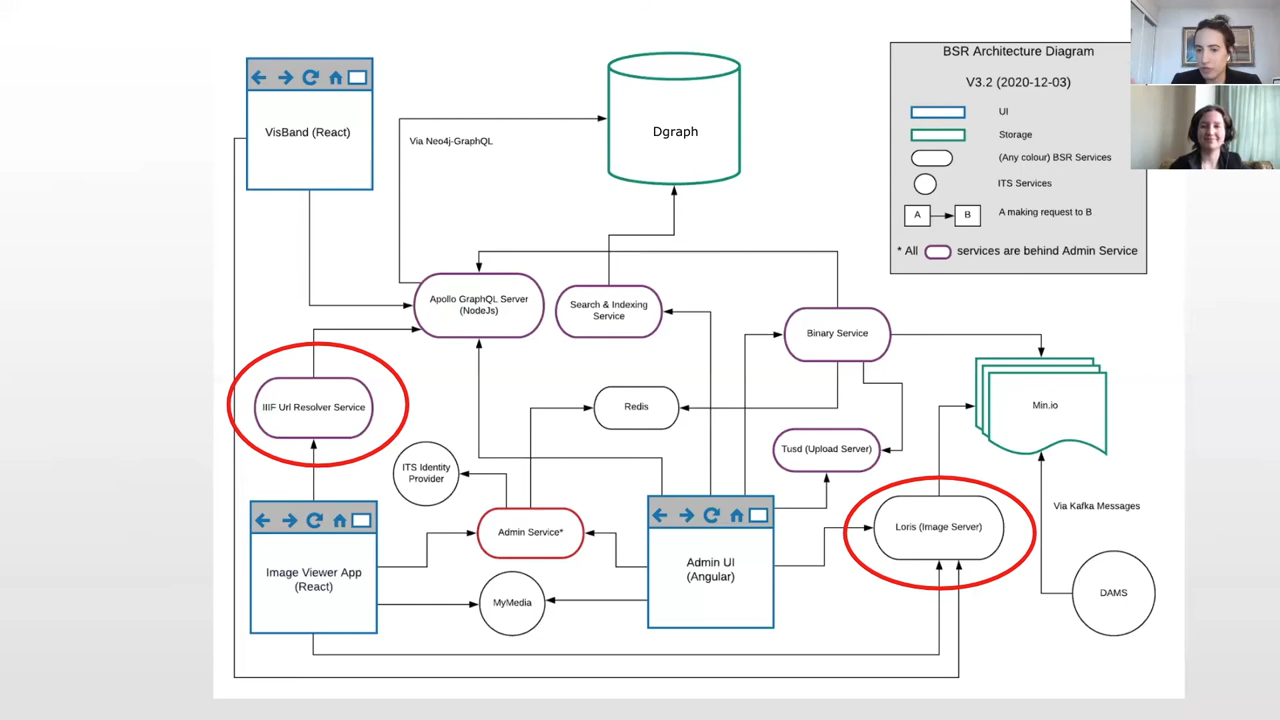 BSR Architecture Diagram
V3.2 (2020-12-03)
UI
Storage
(Any colour) BSR Services
ITS Services
A
B
A making request to B
* All
services are behind Admin Service
VisBand (React)
Via Neo4j-GraphQL
Dgraph
Apollo GraphQL Server
(NodeJs)
Search & Indexing
Service
Binary Service
IIIF Url Resolver Service
Redis
Min.io
Tusd (Upload Server)
ITS Identity
Provider
Via Kafka Messages
Loris (Image Server)
Admin Service*
Image Viewer App
(React)
Admin UI
(Angular)
MyMedia
DAMS